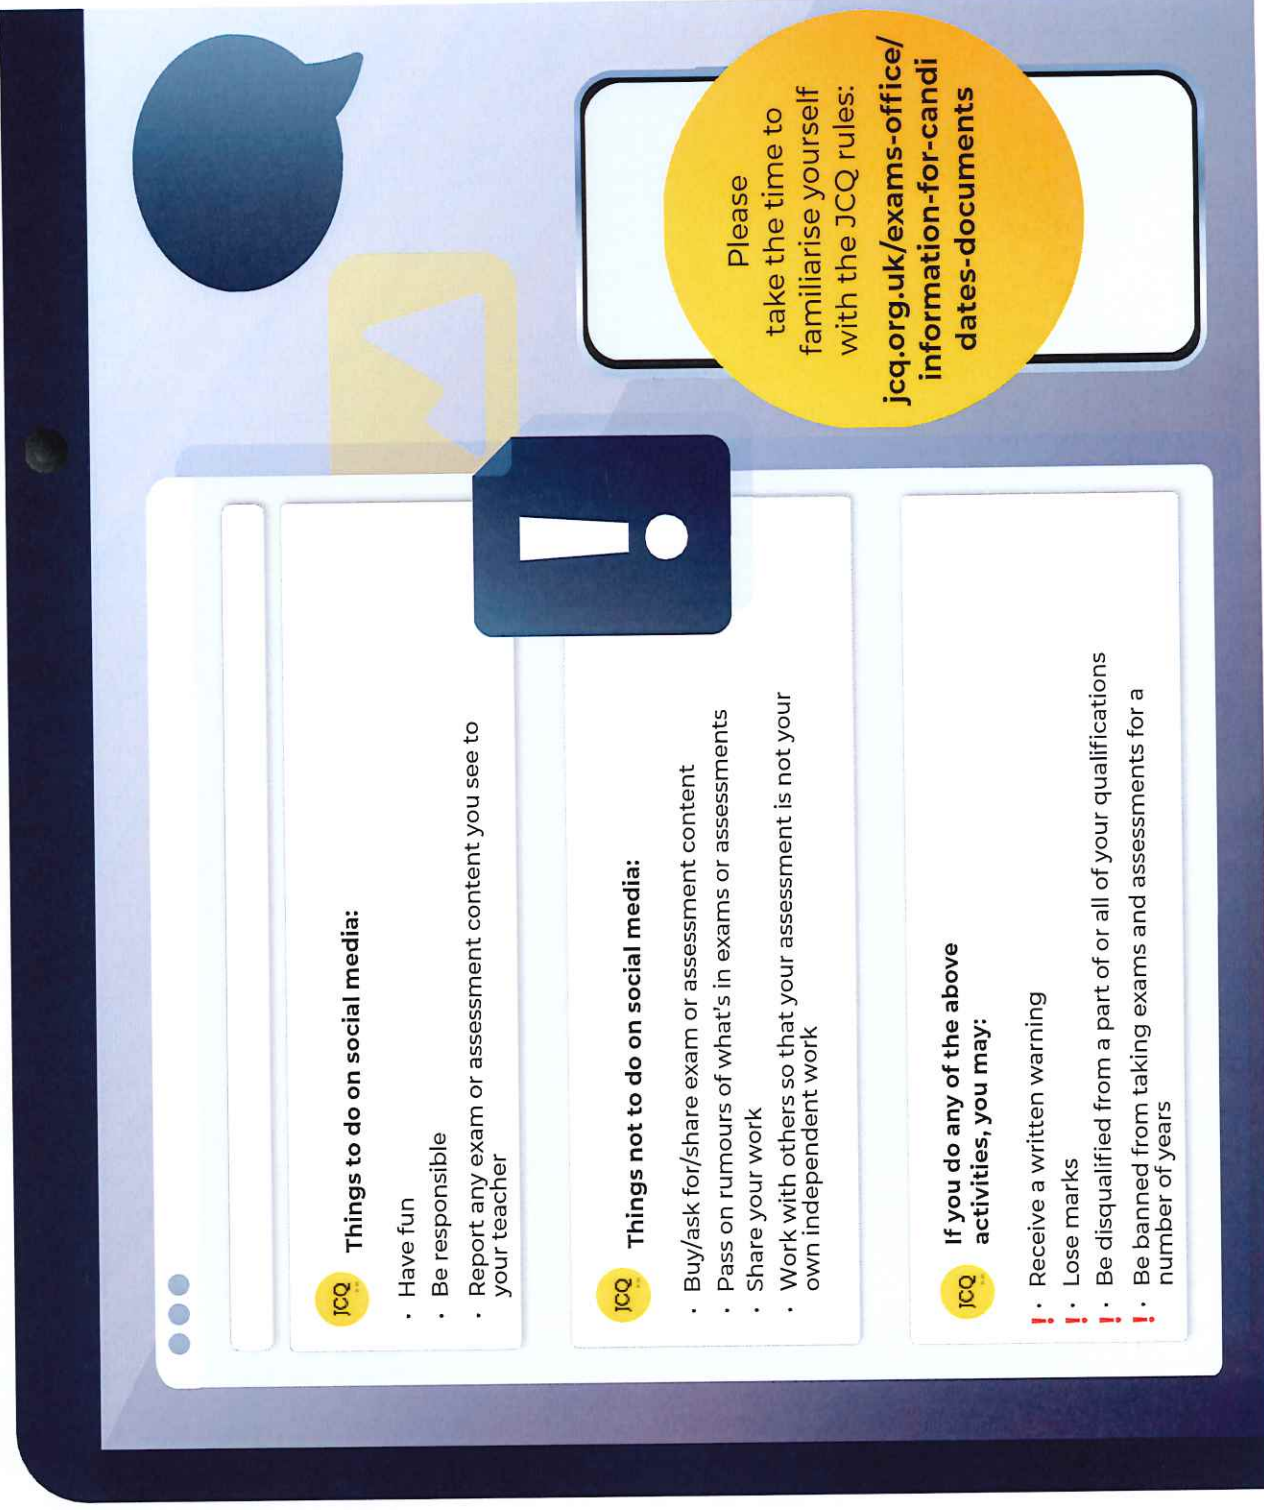 JCQ
Things to do on social media:
· Have fun
· Be responsible
· Report any exam or assessment content you see to
your teacher
JCQ
Things not to do on social media:
· Buy/ask for/share exam or assessment content
· Pass on rumours of what's in exams or assessments
· Share your work
· Work with others so that your assessment is not your
own independent work
JCQ
If you do any of the above
activities, you may:
! · Receive a written warning
! · Lose marks
! · Be disqualified from a part of or all of your qualifications
! · Be banned from taking exams and assessments for a
number of years
!
Please
take the time to
familiarise yourself
with the JCQ rules:
jcq.org.uk/exams-office/
information-for-candi
dates-documents